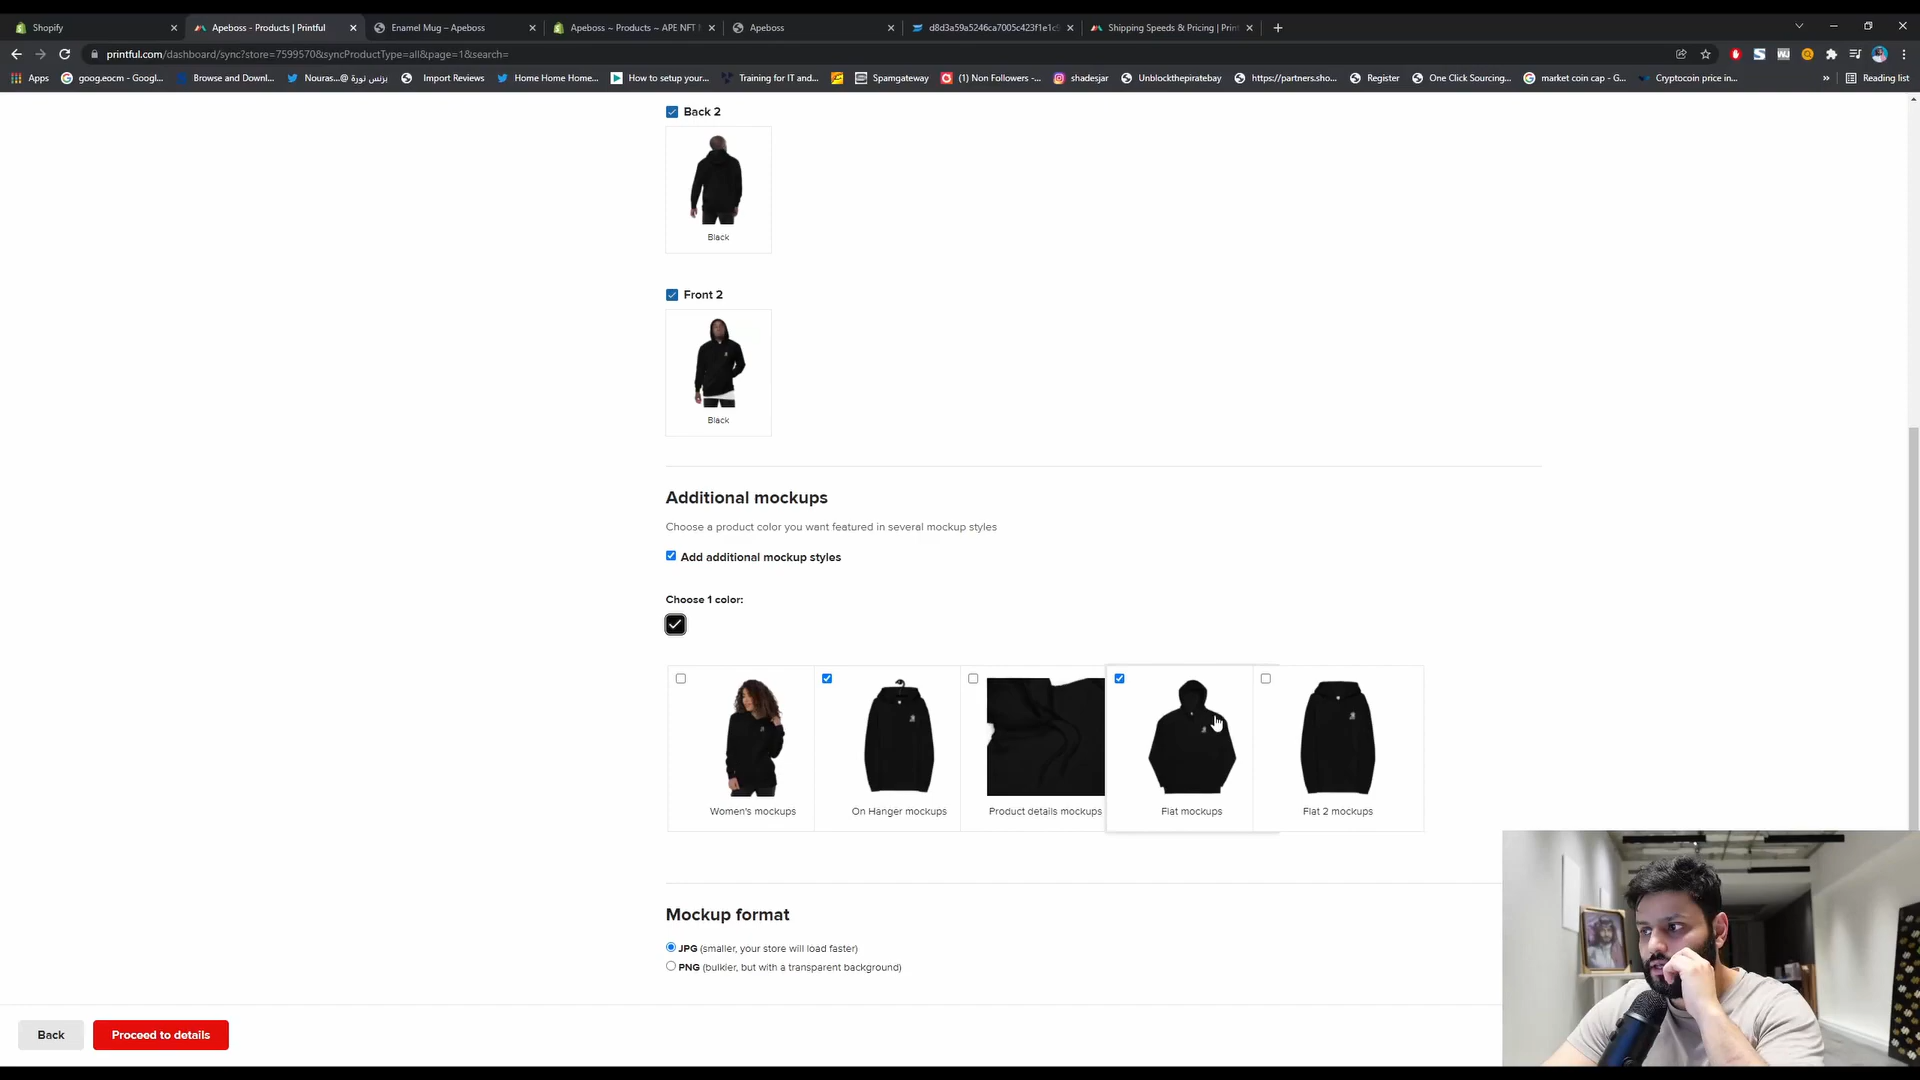 Shopify
Apeboss - Products | Printful
Enamel Mug – Apeboss
Apeboss ~ Products ~ APE NFT
Apeboss
d8d3a59a5246ca7005c423f1e1c
Shipping Speeds & Pricing | Print
printful.com/dashboard/sync?store=7599570&syncProductType=all&page=1&search=
Apps
goog.eocm - Googl...
Browse and Downl...
Nouras... @بزنس نورة
Import Reviews
Home Home Home...
How to setup your...
Training for IT and...
Spamgateway
(1) Non Followers -...
shadesjar
Unblockthepiratebay
https://partners.sho...
Register
One Click Sourcing,...
market coin cap - G...
Cryptocoin price in...
»
Reading list
Back 2
Black
Front 2
Black
Additional mockups
Choose a product color you want featured in several mockup styles
Add additional mockup styles
Choose 1 color:
Women's mockups
On Hanger mockups
Product details mockups
Flat mockups
Flat 2 mockups
Mockup format
JPG (smaller, your store will load faster)
PNG (bulkier, but with a transparent background)
Back
Proceed to details